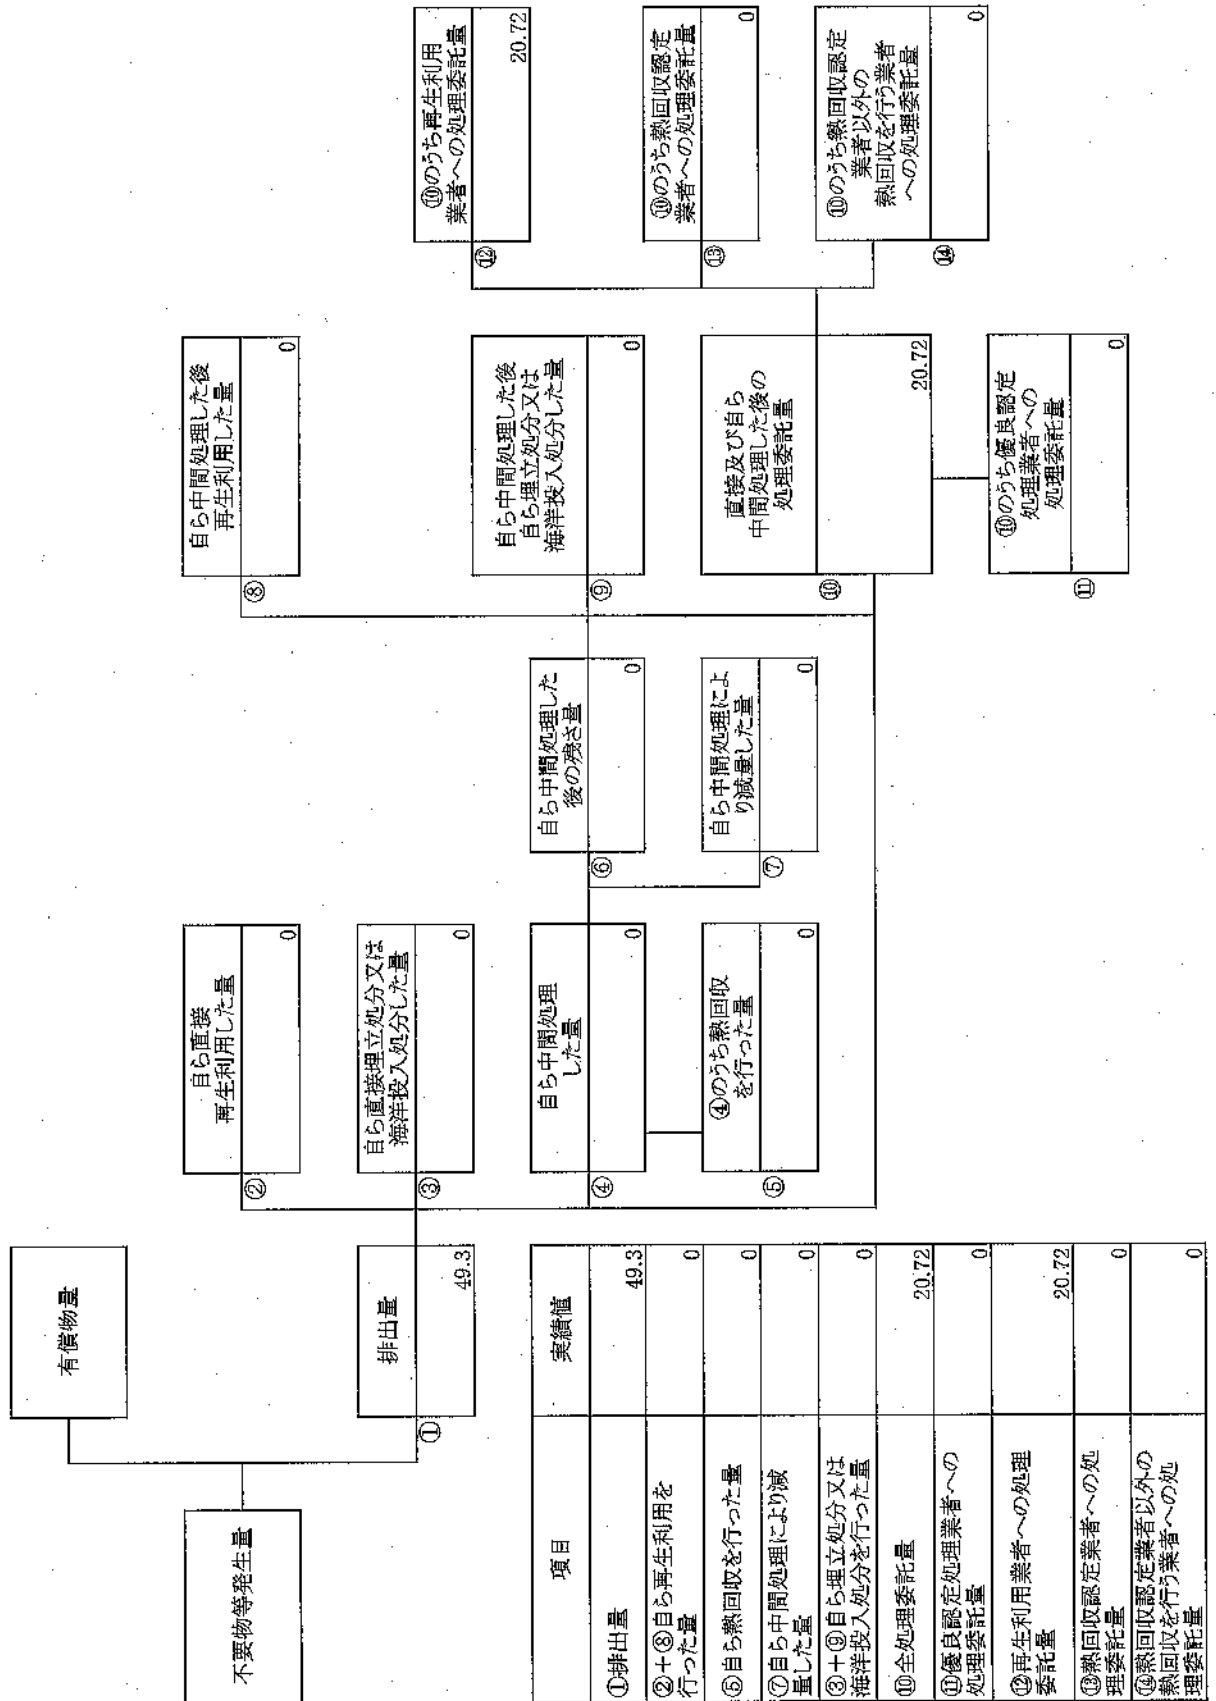 不要物等発生量
有償物量
①
排出量
49.3
②
自ら直接
再生利用した量
0
③
自ら直接埋立処分又は
海洋投入処分した量
0
④
自ら中間処理
した量
0
⑤
④のうち熱回収
を行った量
0
⑥
自ら中間処理した
後の残さ量
0
⑦
自ら中間処理によ
り減量した量
0
⑧
自ら中間処理した後
再生利用した量
0
⑨
自ら中間処理した後
自ら埋立処分又は
海洋投入処分した量
0
⑩
直接及び自ら
中間処理した後の
処理委託量
20.72
⑪
⑩のうち優良認定
処理業者への
処理委託量
0
⑫
⑩のうち再生利用
業者への処理委託量
20.72
⑬
⑩のうち熱回収認定
業者への処理委託量
0
⑭
⑩のうち熱回収認定
業者以外の
熱回収を行う業者
への処理委託量
0
項目
実績値
①排出量
49.3
②+⑧自ら再生利用を
行った量
0
⑤自ら熱回収を行った量
0
⑦自ら中間処理により減
量した量
0
③+⑨自ら埋立処分又は
海洋投入処分を行った量
0
⑩全処理委託量
20.72
⑪優良認定処理業者への
処理委託量
0
⑫再生利用業者への処理
委託量
20.72
⑬熱回収認定業者への処
理委託量
0
⑭熱回収認定業者以外の
熱回収を行う業者への処
理委託量
0